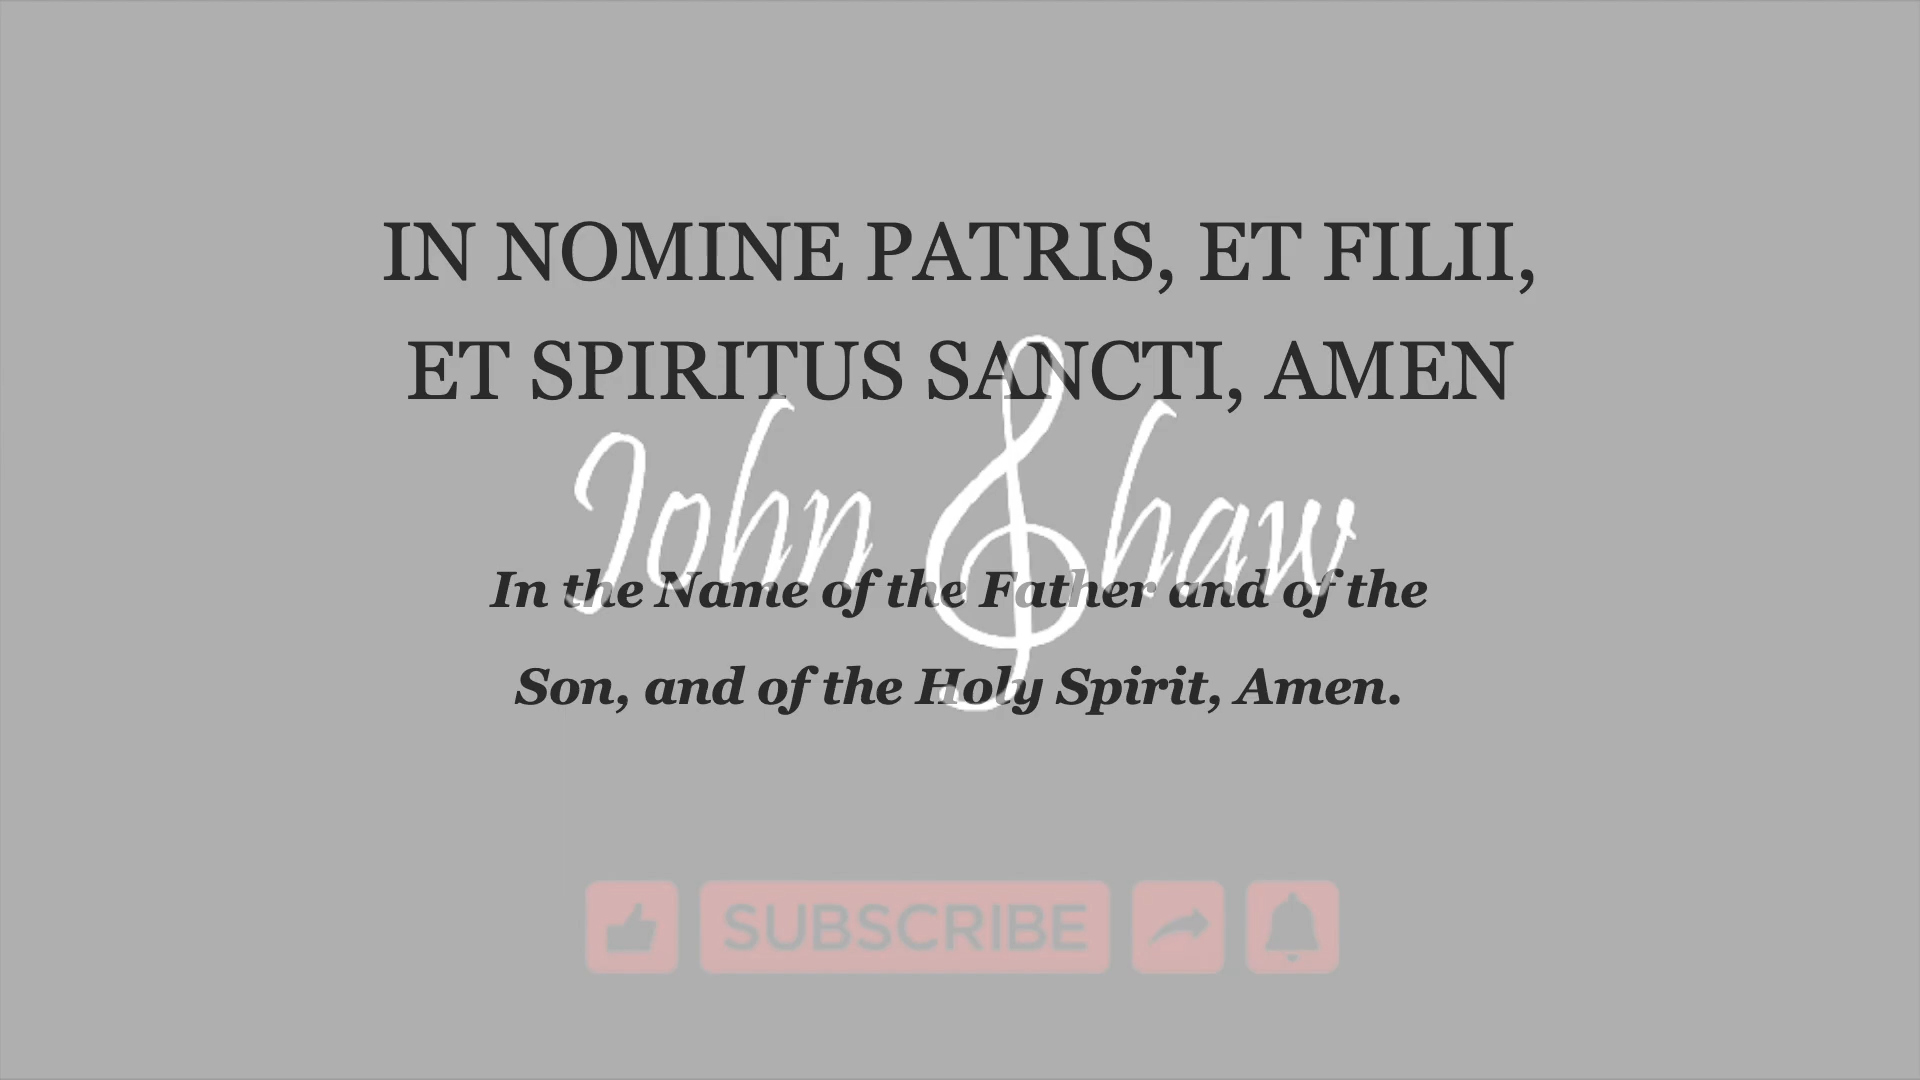 IN NOMINE PATRIS, ET FILII,
ET SPIRITUS SANCTI, AMEN
John Shaw
In the Name of the Father and of the
Son, and of the Holy Spirit, Amen.
SUBSCRIBE